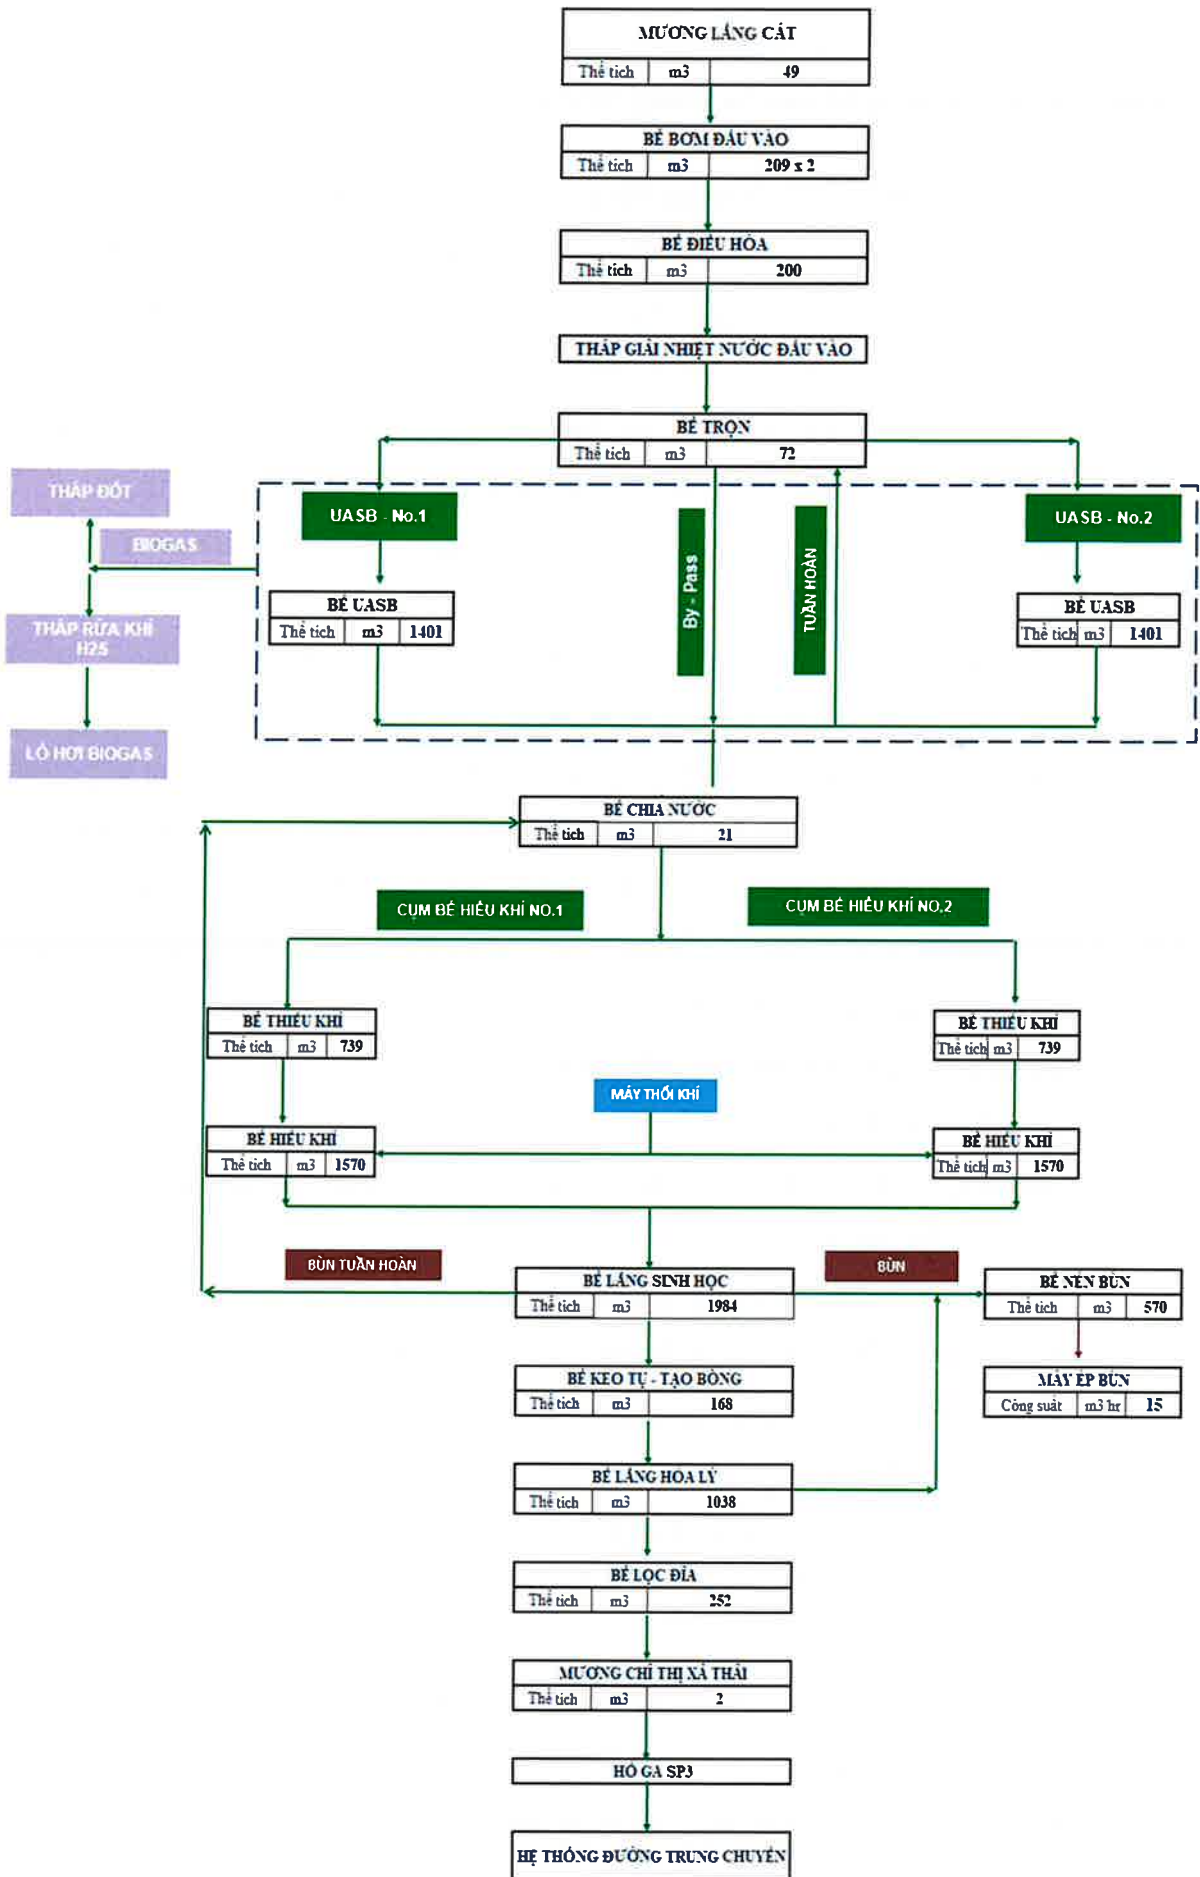 MƯƠNG LẮNG CÁT
Thể tích m3 49
BỂ BƠM ĐẦU VÀO
Thể tích m3 209 x 2
BỂ ĐIỀU HÒA
Thể tích m3 200
THÁP GIẢI NHIỆT NƯỚC ĐẦU VÀO
BỂ TRỘN
Thể tích m3 72
THÁP ĐỐT
BIOGAS
THÁP RỬA KHÍ
H2S
LÒ HƠI BIOGAS
UASB - No.1
BỂ UASB
Thể tích m3 1401
By - Pass
TUẦN HOÀN
UASB - No.2
BỂ UASB
Thể tích m3 1401
BỂ CHIA NƯỚC
Thể tích m3 21
CỤM BỂ HIẾU KHÍ NO.1
CỤM BỂ HIẾU KHÍ NO.2
BỂ THIẾU KHÍ
Thể tích m3 739
BỂ THIẾU KHÍ
Thể tích m3 739
MÁY THỔI KHÍ
BỂ HIẾU KHÍ
Thể tích m3 1570
BỂ HIẾU KHÍ
Thể tích m3 1570
BÙN TUẦN HOÀN
BÙN
BỂ LẮNG SINH HỌC
Thể tích m3 1984
BỂ NÉN BÙN
Thể tích m3 570
BỂ KEO TỤ - TẠO BÔNG
Thể tích m3 168
MÁY ÉP BÙN
Công suất m3 hr 15
BỂ LẮNG HÓA LÝ
Thể tích m3 1038
BỂ LỌC ĐĨA
Thể tích m3 252
MƯƠNG CHỈ THỊ XẢ THẢI
Thể tích m3 2
HỐ GA SP3
HỆ THỐNG ĐƯỜNG TRUNG CHUYỂN